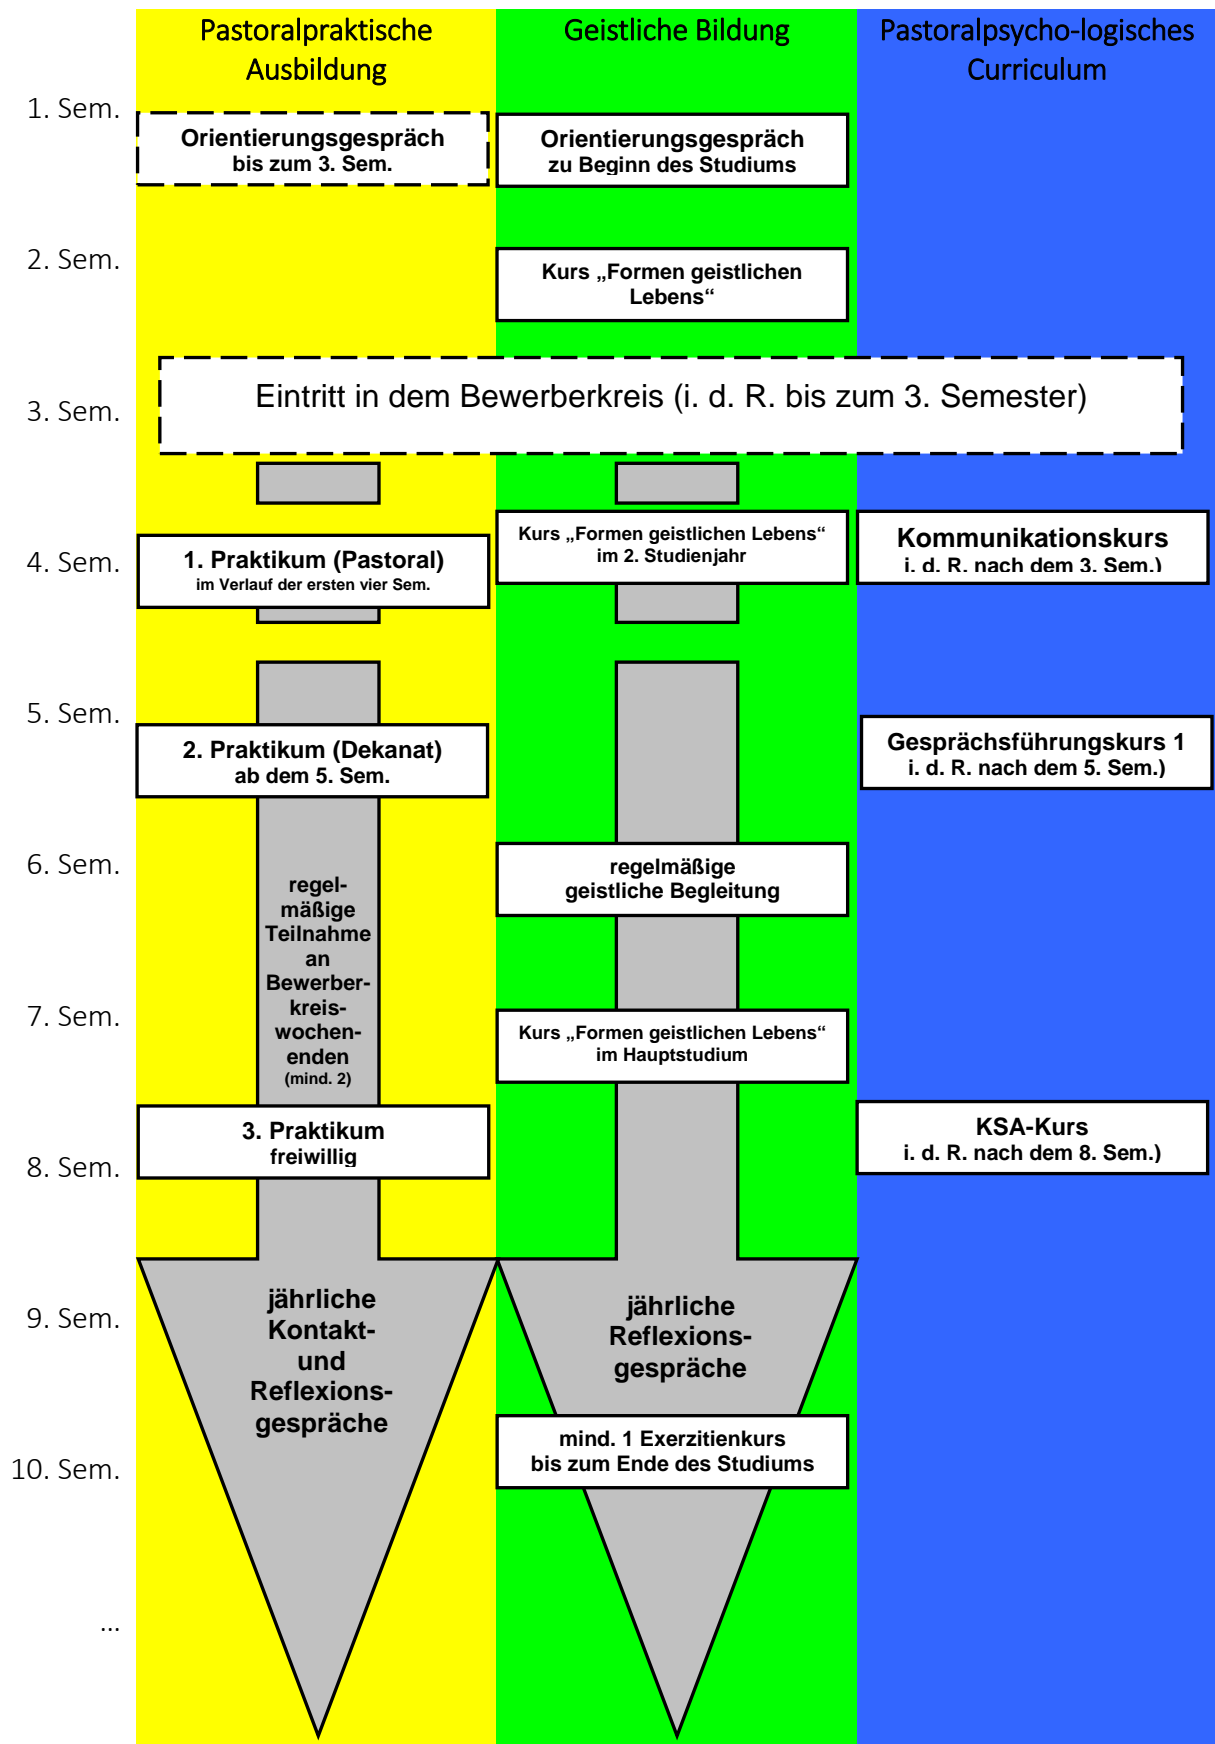 Pastoralpraktische
Ausbildung
Geistliche Bildung
Pastoralpsycho-logisches
Curriculum
1. Sem.
Orientierungsgespräch
bis zum 3. Sem.
Orientierungsgespräch
zu Beginn des Studiums
2. Sem.
Kurs „Formen geistlichen
Lebens“
3. Sem.
Eintritt in dem Bewerberkreis (i. d. R. bis zum 3. Semester)
4. Sem.
1. Praktikum (Pastoral)
im Verlauf der ersten vier Sem.
Kurs „Formen geistlichen Lebens“
im 2. Studienjahr
Kommunikationskurs
i. d. R. nach dem 3. Sem.)
5. Sem.
2. Praktikum (Dekanat)
ab dem 5. Sem.
Gesprächsführungskurs 1
i. d. R. nach dem 5. Sem.)
6. Sem.
regelmäßige
geistliche Begleitung
regel-
mäßige
Teilnahme
an
Bewerber-
kreis-
wochen-
enden
(mind. 2)
7. Sem.
Kurs „Formen geistlichen Lebens“
im Hauptstudium
8. Sem.
3. Praktikum
freiwillig
KSA-Kurs
i. d. R. nach dem 8. Sem.)
9. Sem.
jährliche
Kontakt-
und
Reflexions-
gespräche
jährliche
Reflexions-
gespräche
10. Sem.
mind. 1 Exerzitienkurs
bis zum Ende des Studiums
...